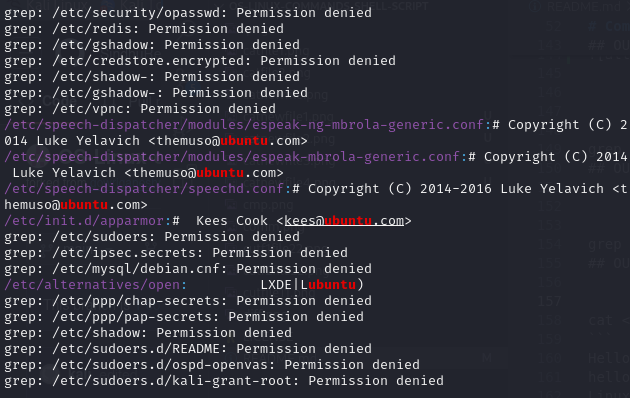 grep: /etc/security/opasswd: Permission denied
grep: /etc/redis: Permission denied
grep: /etc/gshadow: Permission denied
grep: /etc/credstore.encrypted: Permission denied
grep: /etc/shadow-: Permission denied
grep: /etc/gshadow-: Permission denied
grep: /etc/vpnc: Permission denied
/etc/speech-dispatcher/modules/espeak-ng-mbrola-generic.conf:# Copyright (C) 2
014 Luke Yelavich <themuso@ubuntu.com>
/etc/speech-dispatcher/modules/espeak-mbrola-generic.conf:# Copyright (C) 2014
 Luke Yelavich <themuso@ubuntu.com>
/etc/speech-dispatcher/speechd.conf:# Copyright (C) 2014-2016 Luke Yelavich <t
hemuso@ubuntu.com>
/etc/init.d/apparmor:#  Kees Cook <kees@ubuntu.com>
grep: /etc/sudoers: Permission denied
grep: /etc/ipsec.secrets: Permission denied
grep: /etc/mysql/debian.cnf: Permission denied
/etc/alternatives/open:         LXDE|Lubuntu)
grep: /etc/ppp/chap-secrets: Permission denied
grep: /etc/ppp/pap-secrets: Permission denied
grep: /etc/shadow: Permission denied
grep: /etc/sudoers.d/README: Permission denied
grep: /etc/sudoers.d/ospd-openvas: Permission denied
grep: /etc/sudoers.d/kali-grant-root: Permission denied